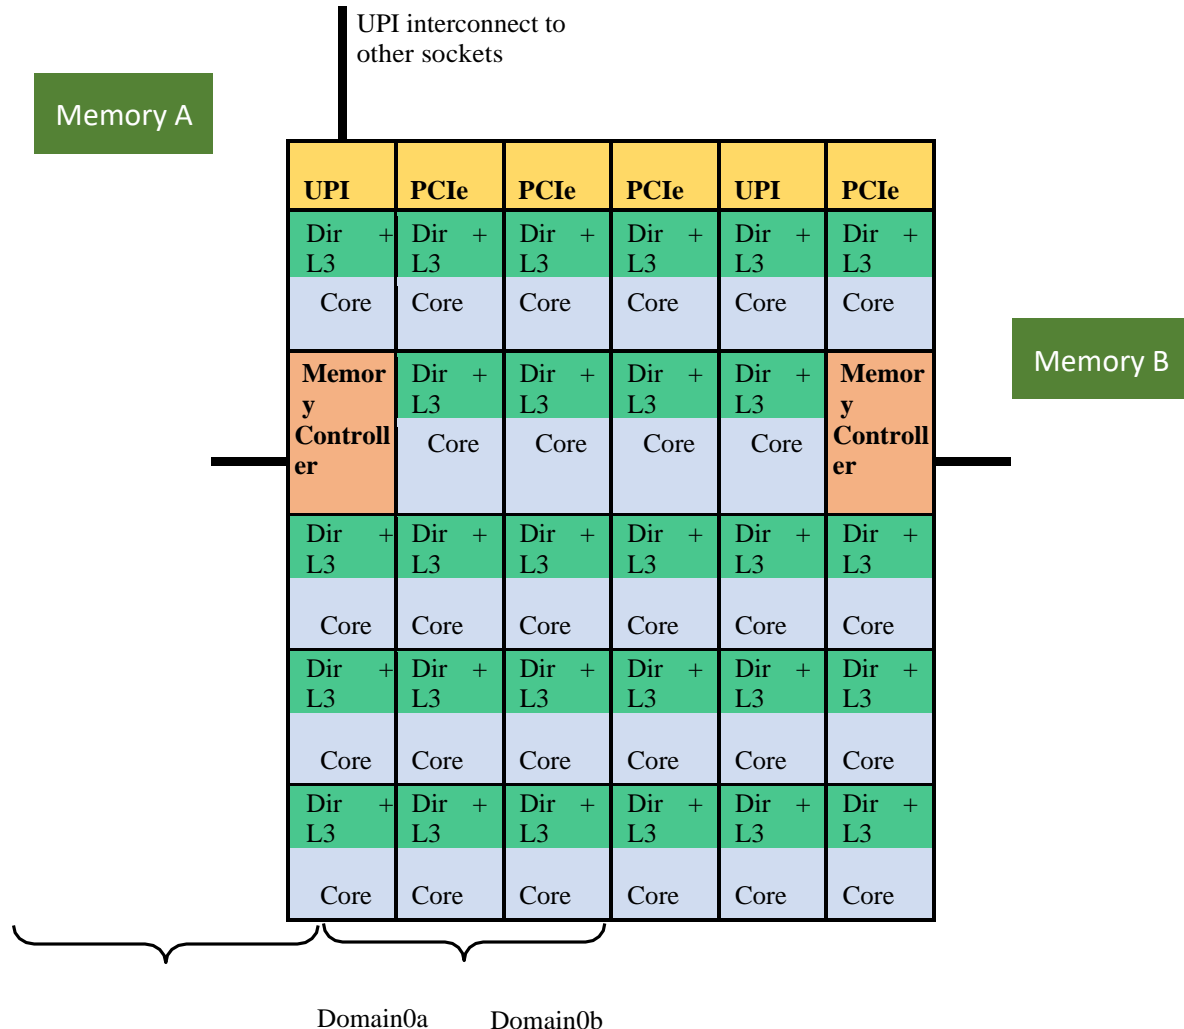 UPI interconnect to
other sockets
Memory A
UPI PCIe PCIe PCIe UPI PCIe
Dir + Dir + Dir + Dir + Dir + Dir +
L3 L3 L3 L3 L3 L3
Core Core Core Core Core Core
Memory B
Memor Dir + Dir + Dir + Dir + Memor
y L3 L3 L3 L3 y
Controll Core Core Core Core Controll
er er
Dir + Dir + Dir + Dir + Dir + Dir +
L3 L3 L3 L3 L3 L3
Core Core Core Core Core Core
Dir + Dir + Dir + Dir + Dir + Dir +
L3 L3 L3 L3 L3 L3
Core Core Core Core Core Core
Dir + Dir + Dir + Dir + Dir + Dir +
L3 L3 L3 L3 L3 L3
Core Core Core Core Core Core
Domain0a Domain0b